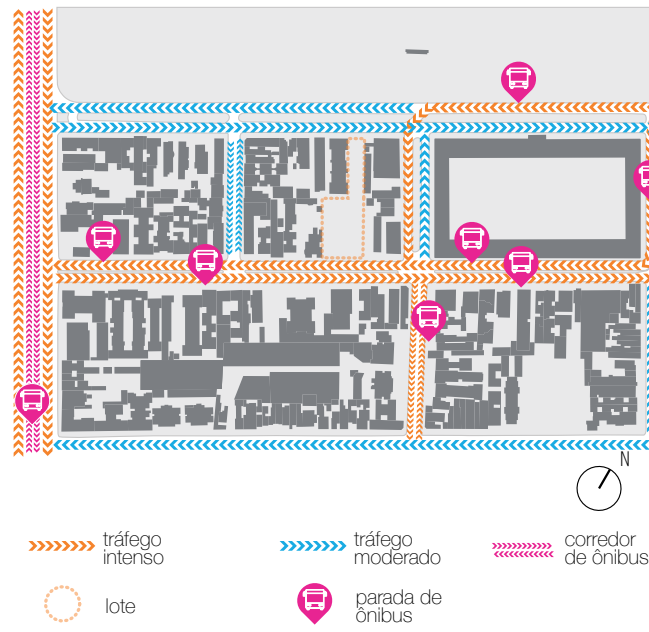 N
tráfego
intenso
tráfego
moderado
corredor
de ônibus
lote
parada de
ônibus